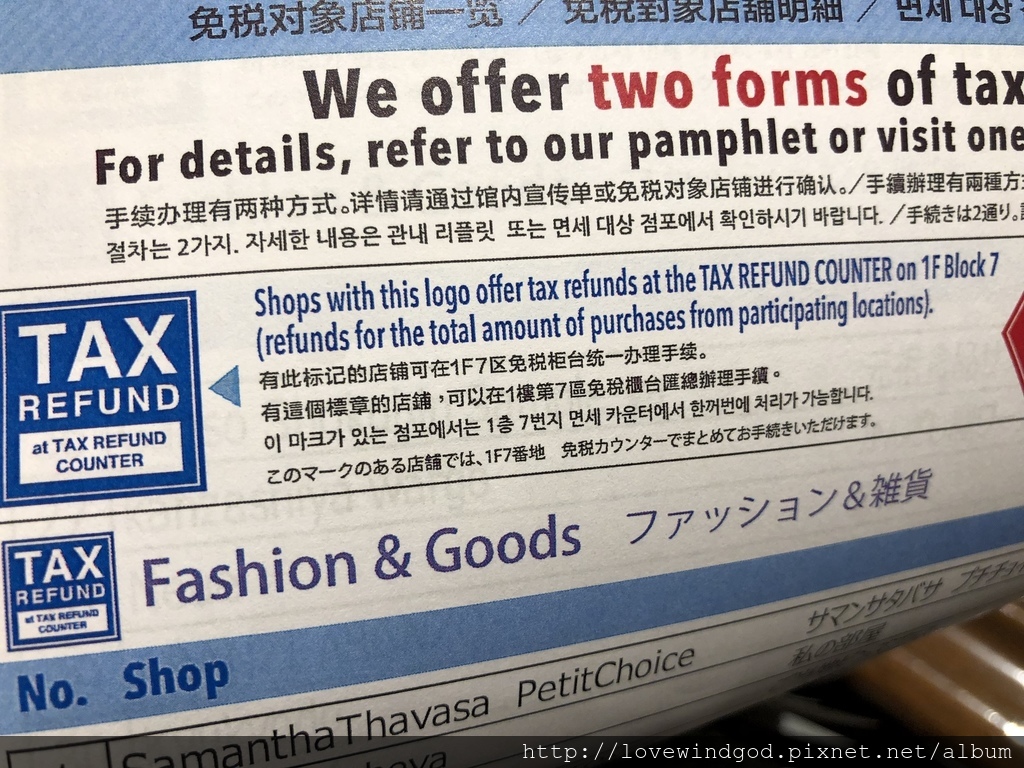 免税对象店铺一览 ／ 免稅對象店舖明細 ／ 면세 대상
We offer two forms of tax
For details, refer to our pamphlet or visit one
手续办理有两种方式。详情请通过馆内宣传单或免税对象店铺进行确认。／手續辦理有兩種方
절차는 2가지. 자세한 내용은 관내 리플릿 또는 면세 대상 점포에서 확인하시기 바랍니다. ／手続きは2通り。
TAX
REFUND
at TAX REFUND
COUNTER
Shops with this logo offer tax refunds at the TAX REFUND COUNTER on 1F Block 7
(refunds for the total amount of purchases from participating locations).
有此标记的店铺可在1F7区免税柜台统一办理手续。
有這個標章的店鋪，可以在1樓第7區免稅櫃台匯總辦理手續。
이 마크가 있는 점포에서는 1층 7번지 면세 카운터에서 한꺼번에 처리가 가능합니다.
このマークのある店舗では、1F7番地 免税カウンターでまとめてお手続きいただけます。
TAX
REFUND
at TAX REFUND
COUNTER
Fashion & Goods ファッション＆雑貨
No. Shop
SamanthaThavasa PetitChoice サマンサタバサ プチチョ
私の部屋
http://lovewindgod.pixnet.net/album